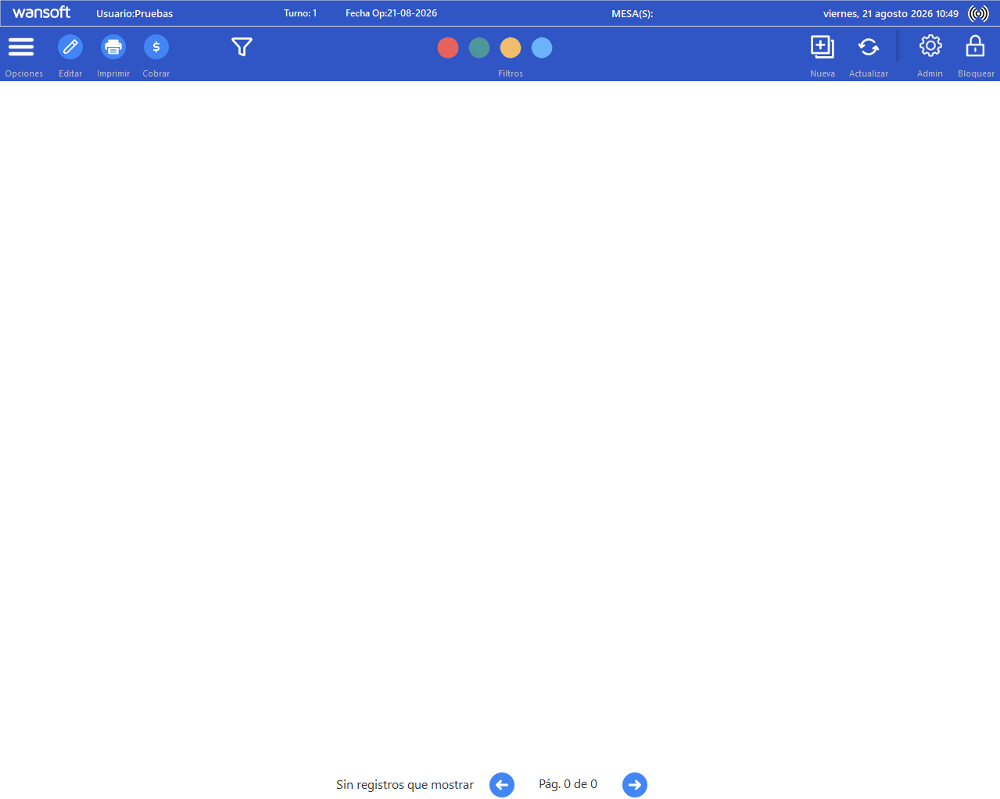 wansoft Usuario:Pruebas Turno: 1 Fecha Op:21-08-2026 MESA(S): viernes, 21 agosto 2026 10:49
Opciones Editar Imprimir Cobrar Filtros Nueva Actualizar Admin Bloquear
Sin registros que mostrar Pág. 0 de 0